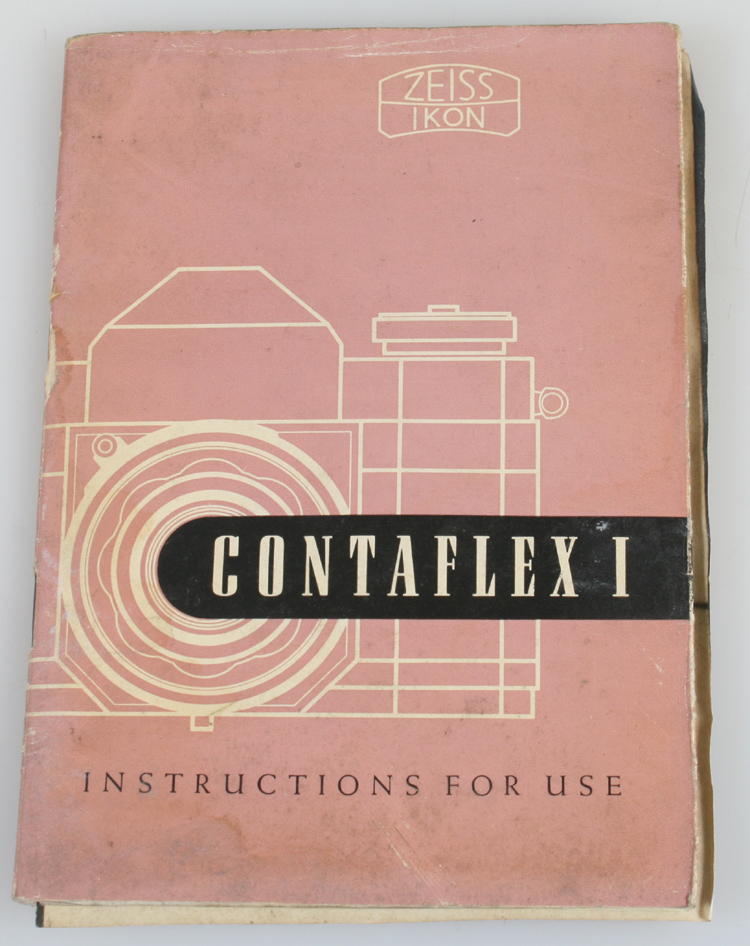 ZEISS
IKON
CONTAFLEX I
INSTRUCTIONS FOR USE